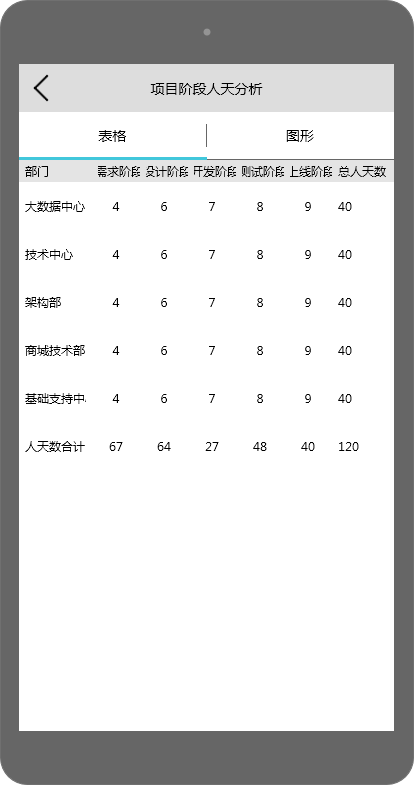 项目阶段人天分析
表格 图形
部门 需求阶段 设计阶段 开发阶段 测试阶段 上线阶段 总人天数
大数据中心 4 6 7 8 9 40
技术中心 4 6 7 8 9 40
架构部 4 6 7 8 9 40
商城技术部 4 6 7 8 9 40
基础支持中 4 6 7 8 9 40
人天数合计 67 64 27 48 40 120